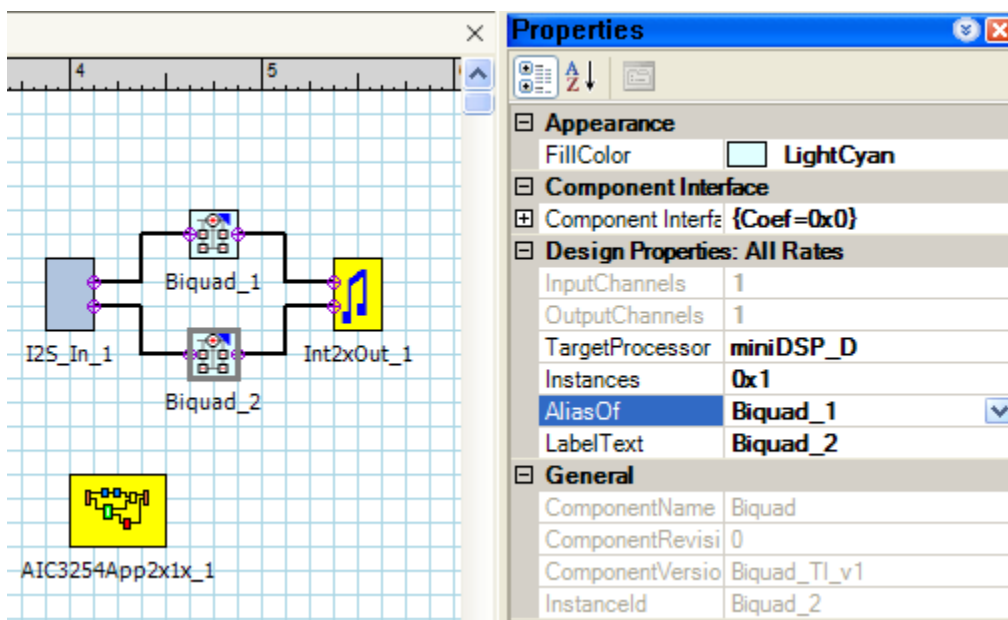 4 5
Biquad_1
I2S_In_1
Int2xOut_1
Biquad_2
AIC3254App2x1x_1
Properties
A
Z
Appearance
FillColor LightCyan
Component Interface
Component Interfa {Coef=0x0}
Design Properties: All Rates
InputChannels 1
OutputChannels 1
TargetProcessor miniDSP_D
Instances 0x1
AliasOf Biquad_1
LabelText Biquad_2
General
ComponentName Biquad
ComponentRevisi 0
ComponentVersio Biquad_TI_v1
InstanceId Biquad_2